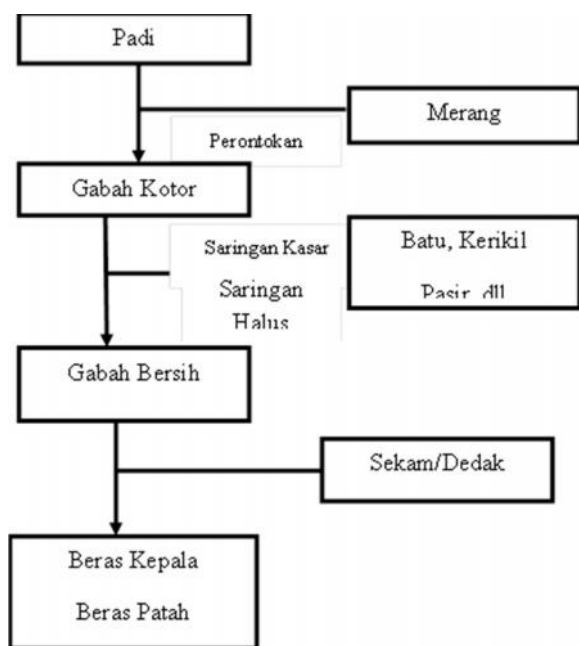 Padi
Merang
Perontokan
Gabah Kotor
Saringan Kasar
Batu, Kerikil
Saringan
Pasir, dll
Halus
Gabah Bersih
Sekam/Dedak
Beras Kepala
Beras Patah